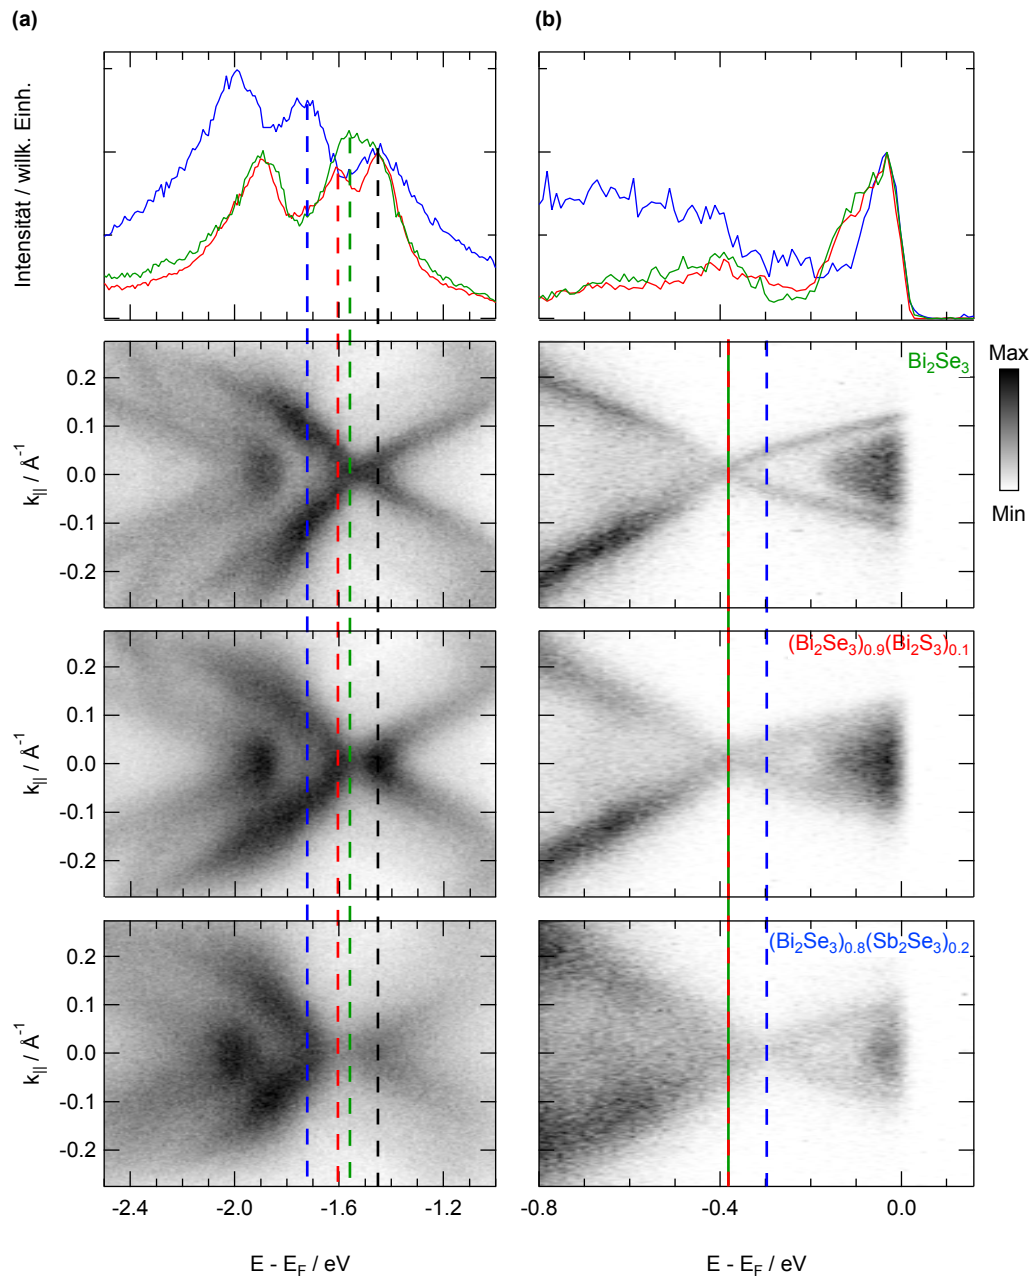 (a)
(b)
Intensität / willk. Einh.
Bi₂Se₃
Max
Min
0.2
0.1
0.0
-0.1
-0.2
k|| / Å⁻¹
(Bi₂Se₃)₀.₉(Bi₂S₃)₀.₁
0.2
0.1
0.0
-0.1
-0.2
k|| / Å⁻¹
(Bi₂Se₃)₀.₈(Sb₂Se₃)₀.₂
0.2
0.1
0.0
-0.1
-0.2
k|| / Å⁻¹
-2.4 -2.0 -1.6 -1.2
-0.8 -0.4 0.0
E - E_F / eV
E - E_F / eV